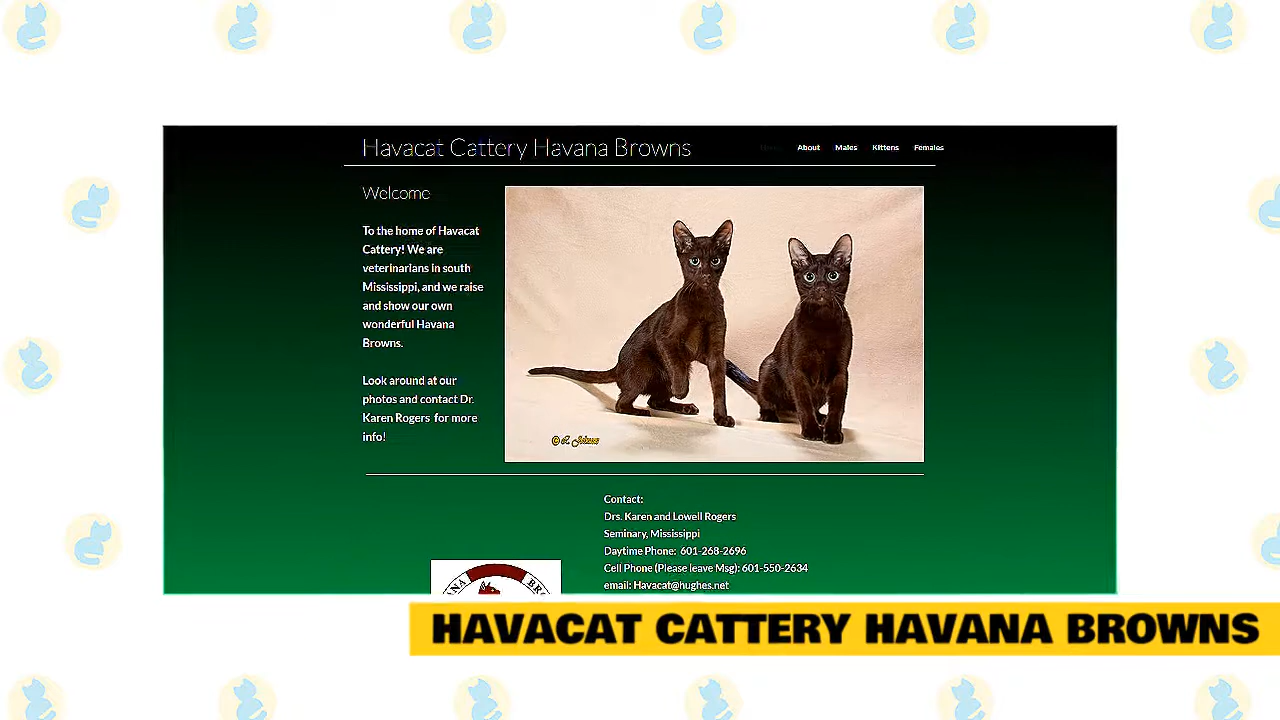 Havacat Cattery Havana Browns
Home About Males Kittens Females
Welcome
To the home of Havacat
Cattery! We are
veterinarians in south
Mississippi, and we raise
and show our own
wonderful Havana
Browns.
Look around at our
photos and contact Dr.
Karen Rogers for more
info!
Contact:
Drs. Karen and Lowell Rogers
Seminary, Mississippi
Daytime Phone: 601-268-2696
Cell Phone (Please leave Msg): 601-550-2634
email: Havacat@hughes.net
HAVACAT CATTERY HAVANA BROWNS